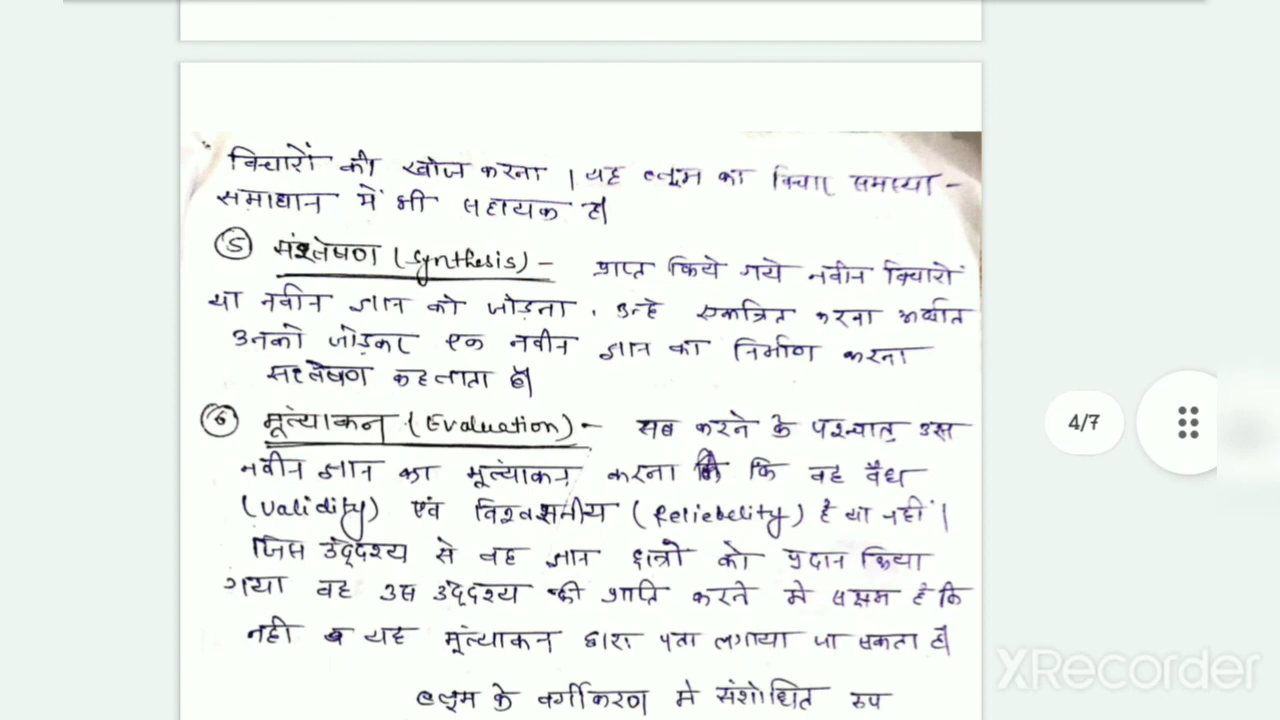 विचारों की खोज करना । यह ब्लूम का विचार समस्या -
समाधान में भी सहायक है।
⑤ संश्लेषण (Synthesis) - प्राप्त किये गये नवीन विचारों
या नवीन ज्ञान को जोड़ना, उन्हे एकत्रित करना अर्थात
उनको जोड़कर एक नवीन ज्ञान का निर्माण करना
सश्लेषण कहलाता है।
⑥ मूल्याकन (Evaluation) - सब करने के पश्चात् उस
नवीन ज्ञान का मूल्याकन करना कि वह वैध
(Validity) एवं विश्वसनीय (Reliebelity) है या नहीं।
जिस उद्‌देश्य से वह ज्ञान छात्रो को प्रदान किया
गया वह उस उद्‌देश्य की प्राप्ति करने मे सक्षम है कि
नही यह मूल्याकन द्वारा पता लगाया जा सकता है।
ब्लूम के वर्गीकरण मे संशोधित रुप
4/7
XRecorder